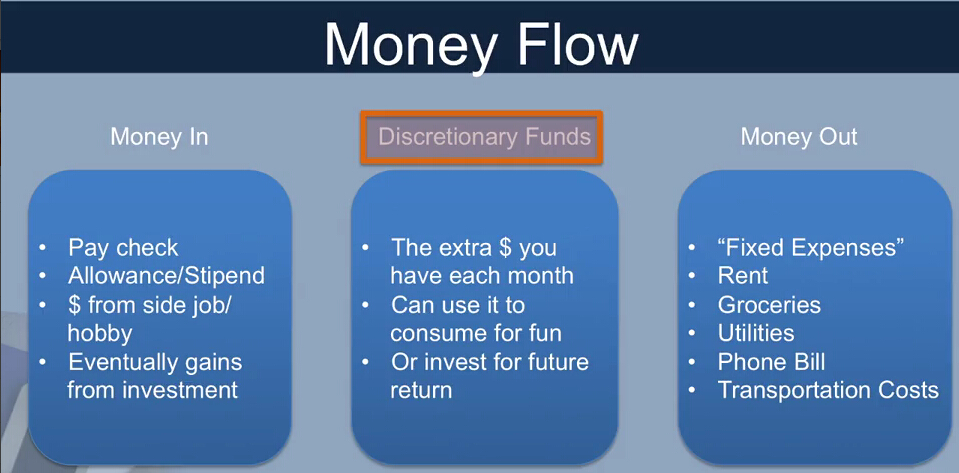 Money Flow
Money In
• Pay check
• Allowance/Stipend
• $ from side job/
hobby
• Eventually gains
from investment
Discretionary Funds
• The extra $ you
have each month
• Can use it to
consume for fun
• Or invest for future
return
Money Out
• “Fixed Expenses”
• Rent
• Groceries
• Utilities
• Phone Bill
• Transportation Costs